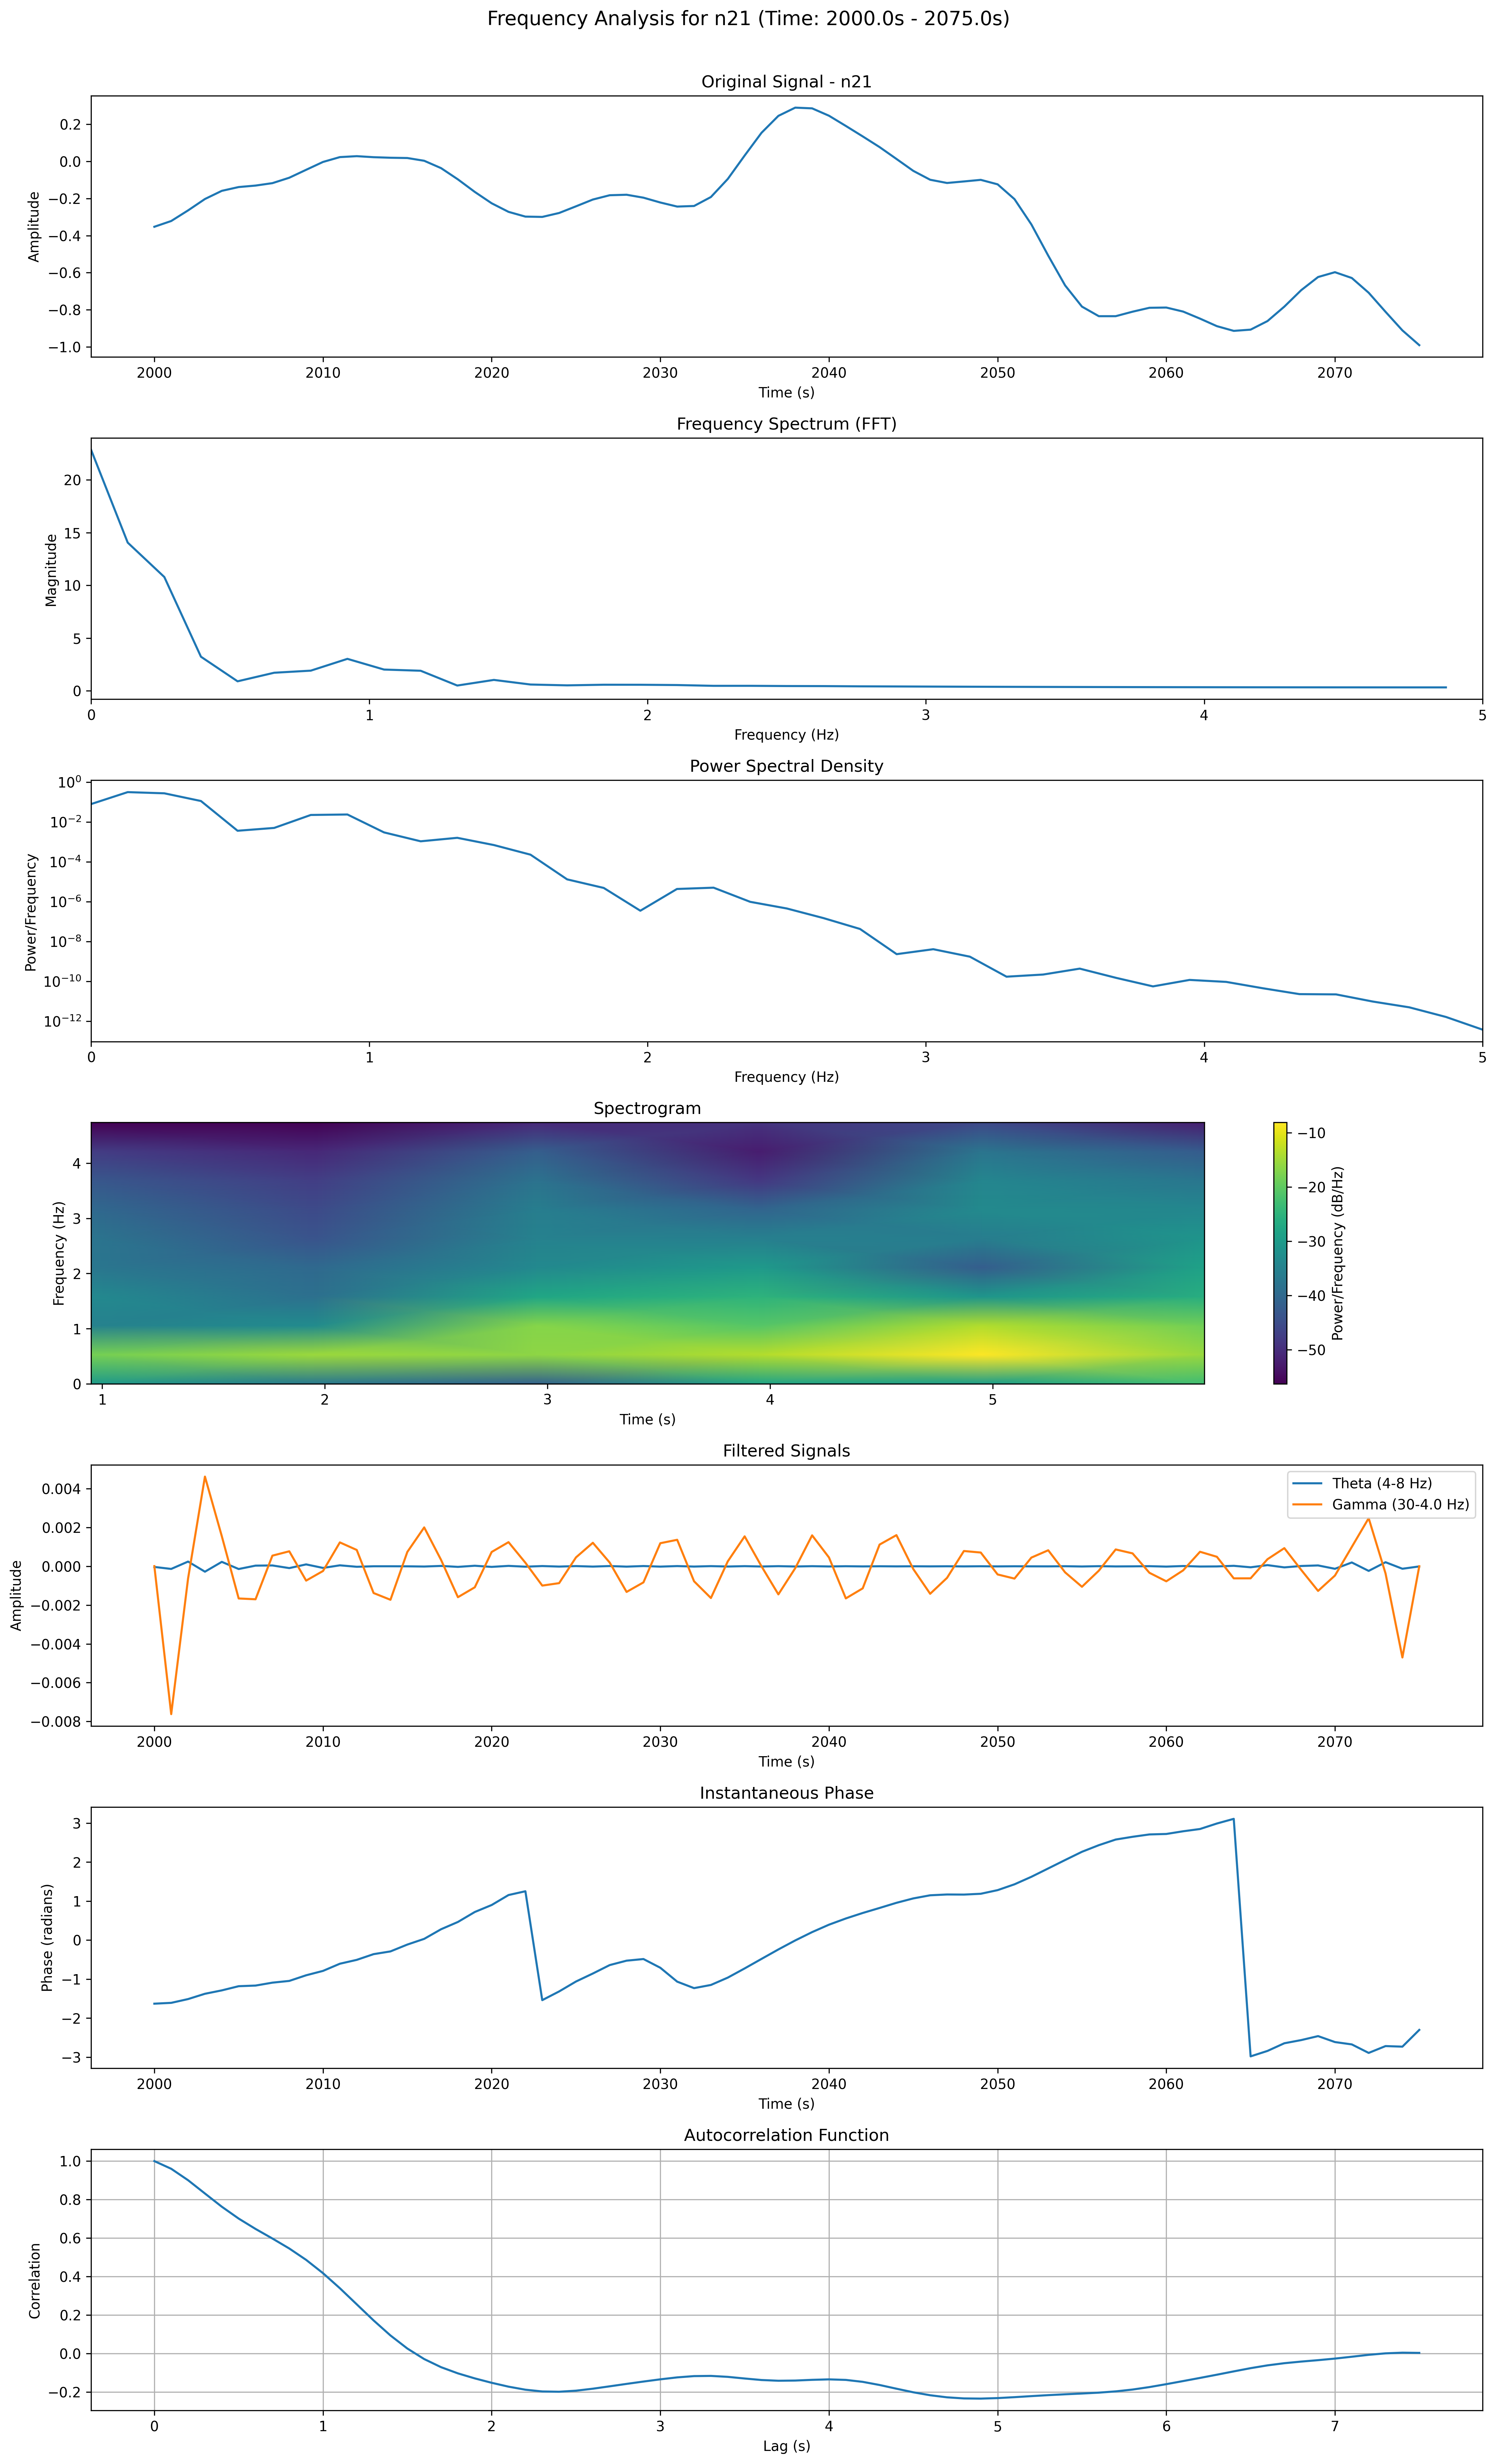 Frequency Analysis for n21 (Time: 2000.0s - 2075.0s)
Original Signal - n21
Amplitude
0.2
0.0
−0.2
−0.4
−0.6
−0.8
−1.0
2000 2010 2020 2030 2040 2050 2060 2070
Time (s)
Frequency Spectrum (FFT)
Magnitude
20
15
10
5
0
0 1 2 3 4 5
Frequency (Hz)
Power Spectral Density
Power/Frequency
10⁰
10⁻²
10⁻⁴
10⁻⁶
10⁻⁸
10⁻¹⁰
10⁻¹²
0 1 2 3 4 5
Frequency (Hz)
Spectrogram
Frequency (Hz)
4
3
2
1
0
1 2 3 4 5
Time (s)
−10
−20
−30
−40
−50
Power/Frequency (dB/Hz)
Filtered Signals
Amplitude
0.004
0.002
0.000
−0.002
−0.004
−0.006
−0.008
Theta (4-8 Hz)
Gamma (30-4.0 Hz)
2000 2010 2020 2030 2040 2050 2060 2070
Time (s)
Instantaneous Phase
Phase (radians)
3
2
1
0
−1
−2
−3
2000 2010 2020 2030 2040 2050 2060 2070
Time (s)
Autocorrelation Function
Correlation
1.0
0.8
0.6
0.4
0.2
0.0
−0.2
0 1 2 3 4 5 6 7
Lag (s)